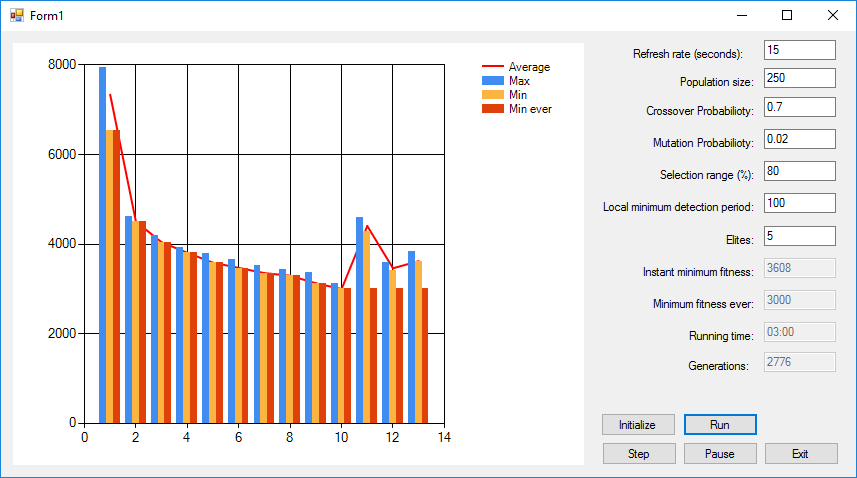 Form1
8000
6000
4000
2000
0
0 2 4 6 8 10 12 14
Average
Max
Min
Min ever
Refresh rate (seconds): 15
Population size: 250
Crossover Probabilioty: 0.7
Mutation Probabilioty: 0.02
Selection range (%): 80
Local minimum detection period: 100
Elites: 5
Instant minimum fitness: 3608
Minimum fitness ever: 3000
Running time: 03:00
Generations: 2776
Initialize Run
Step Pause Exit